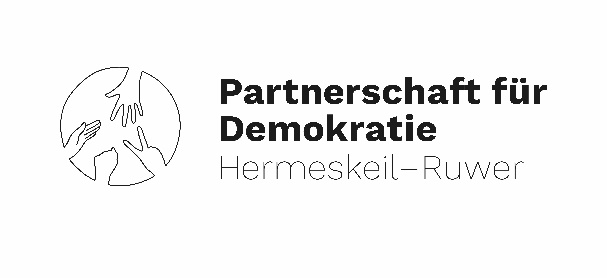 Partnerschaft für
Demokratie
Hermeskeil–Ruwer